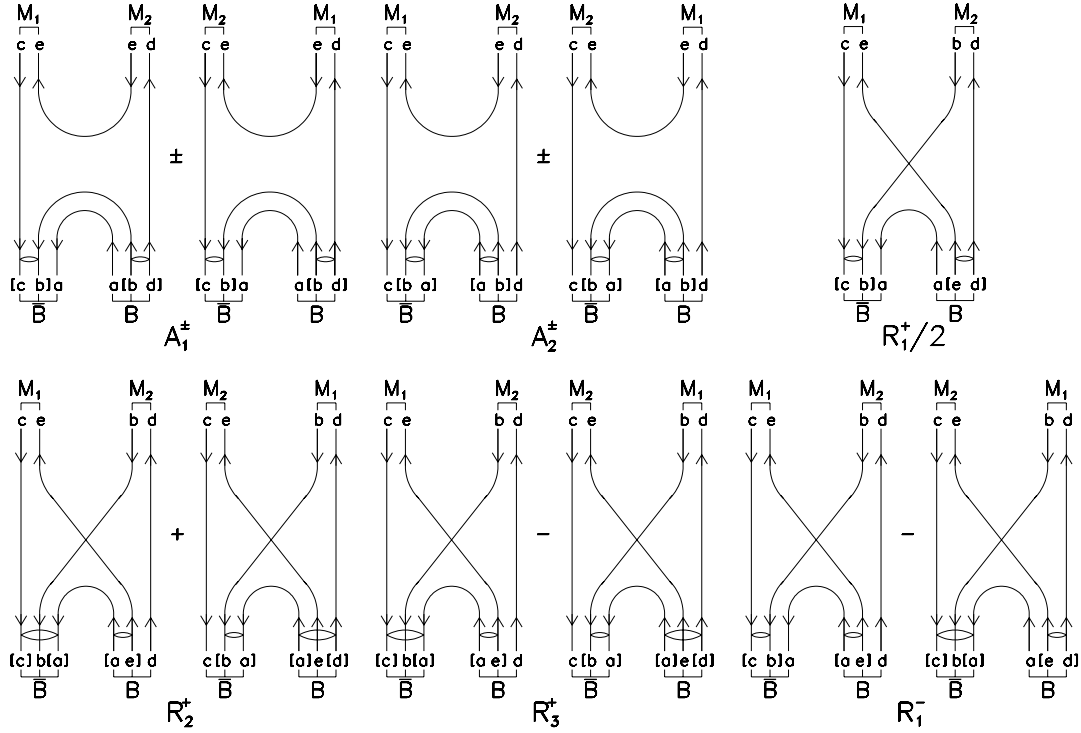 M₁ M₂ M₂ M₁ M₁ M₂ M₂ M₁ M₁ M₂
c e e d c e e d c e e d c e e d c e b d
± ±
[c b]a a[b d] [c b]a a[b d] c[b a] [a b]d c[b a] [a b]d [c b]a a[e d]
B̅ B B̅ B B̅ B B̅ B B̅ B
A₁± A₂± R₁⁺/2
M₁ M₂ M₂ M₁ M₁ M₂ M₂ M₁ M₁ M₂ M₂ M₁
c e b d c e b d c e b d c e b d c e b d c e b d
+ − −
[c]b[a] [a e]d c[b a] [a]e[d] [c]b[a] [a e]d c[b a] [a]e[d] [c b]a [a e]d [c]b[a] a[e d]
B̅ B B̅ B B̅ B B̅ B B̅ B B̅ B
R₂⁺ R₃⁺ R₁⁻